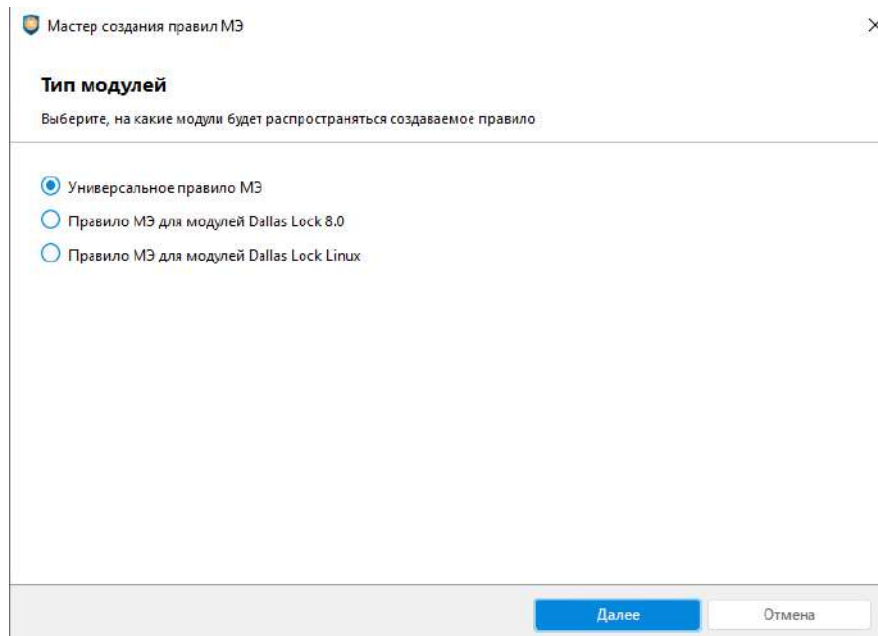 Мастер создания правил МЭ
Тип модулей
Выберите, на какие модули будет распространяться создаваемое правило
Универсальное правило МЭ
Правило МЭ для модулей Dallas Lock 8.0
Правило МЭ для модулей Dallas Lock Linux
Далее
Отмена